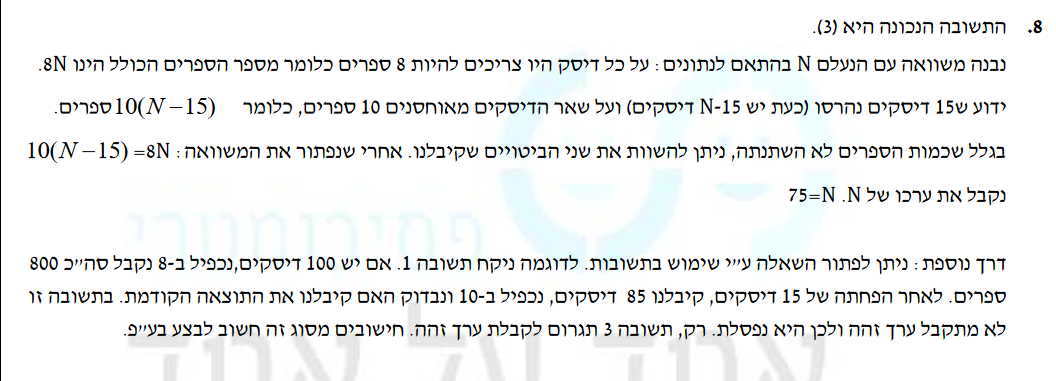 8. התשובה הנכונה היא (3).
נבנה משוואה עם הנעלם N בהתאם לנתונים: על כל דיסק היו צריכים להיות 8 ספרים כלומר מספר הספרים הכולל הינו 8N.
ידוע ש15 דיסקים נהרסו (כעת יש N-15 דיסקים) ועל שאר הדיסקים מאוחסנים 10 ספרים, כלומר 10(N−15) ספרים.
בגלל שכמות הספרים לא השתנתה, ניתן להשוות את שני הביטויים שקיבלנו. אחרי שנפתור את המשוואה: 10(N−15)=8N
נקבל את ערכו של N. 75=N
דרך נוספת: ניתן לפתור השאלה ע״י שימוש בתשובות. לדוגמה ניקח תשובה 1. אם יש 100 דיסקים,נכפיל ב-8 נקבל סה״כ 800
ספרים. לאחר הפחתה של 15 דיסקים, קיבלנו 85 דיסקים, נכפיל ב-10 ונבדוק האם קיבלנו את התוצאה הקודמת. בתשובה זו
לא מתקבל ערך זהה ולכן היא נפסלת. רק, תשובה 3 תגרום לקבלת ערך זהה. חישובים מסוג זה חשוב לבצע בע״פ.
פסיכומטרי
אחד על אחד